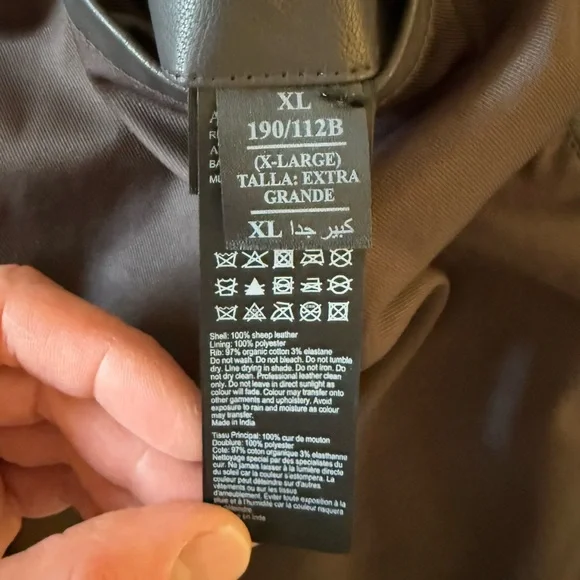 XL
190/112B
(X-LARGE)
TALLA: EXTRA
GRANDE
XL كبير جدا
Shell: 100% sheep leather
Lining: 100% polyester
Rib: 97% organic cotton 3% elastane
Do not wash. Do not bleach. Do not tumble
dry. Line drying in shade. Do not iron. Do
not dry clean. Professional leather clean
only. Do not leave in direct sunlight as
colour will fade. Colour may transfer onto
other garments and upholstery. Avoid
exposure to rain and moisture as colour
may transfer.
Made in India
Tissu Principal: 100% cuir de mouton
Doublure: 100% polyester
Cote: 97% coton organique 3% elasthanne
Nettoyage special par des specialistes du
cuir. Ne jamais laisser à la lumière directe
du soleil car la couleur s'estompera. La
couleur peut déteindre sur d'autres
vêtements ou sur les tissus
d'ameublement. Eviter toute exposition à la
pluie et à l'humidité car la couleur risquera